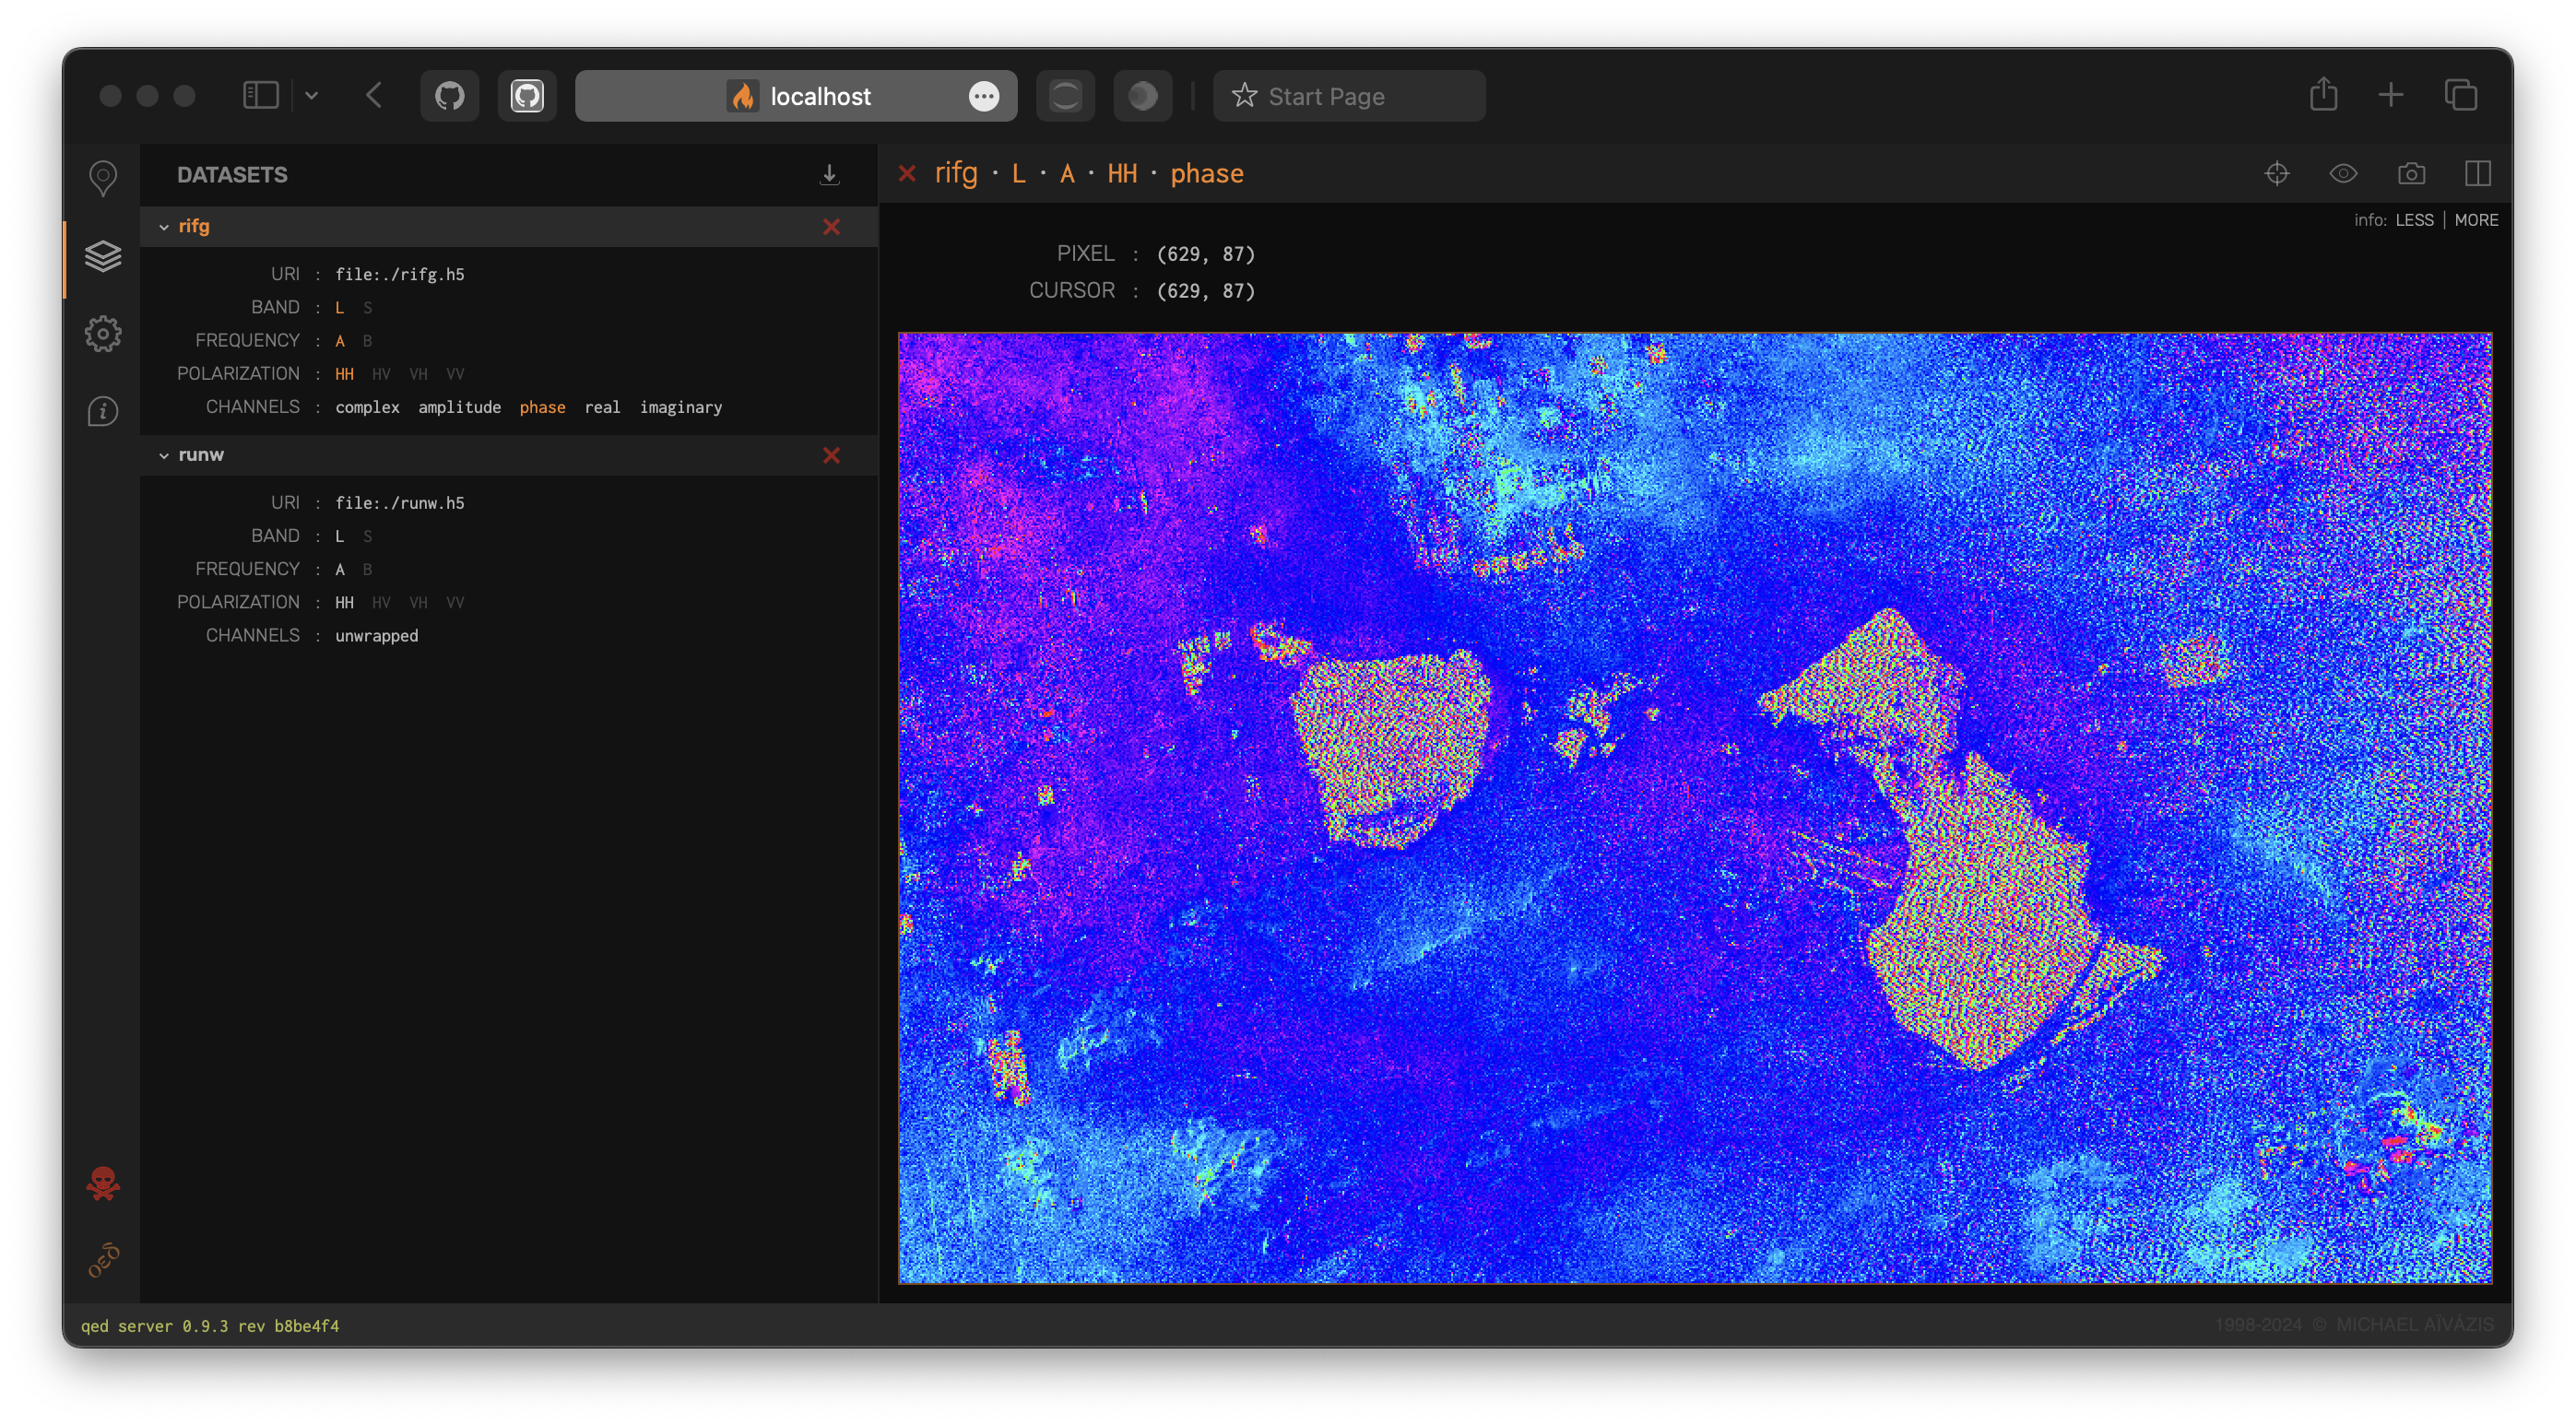 localhost
Start Page
DATASETS
rifg
URI : file:./rifg.h5
BAND : L S
FREQUENCY : A B
POLARIZATION : HH HV VH VV
CHANNELS : complex amplitude phase real imaginary
runw
URI : file:./runw.h5
BAND : L S
FREQUENCY : A B
POLARIZATION : HH HV VH VV
CHANNELS : unwrapped
rifg · L · A · HH · phase
info: LESS | MORE
PIXEL : (629, 87)
CURSOR : (629, 87)
qed server 0.9.3 rev b8be4f4
1998-2024 © MICHAEL AÏVÁZIS